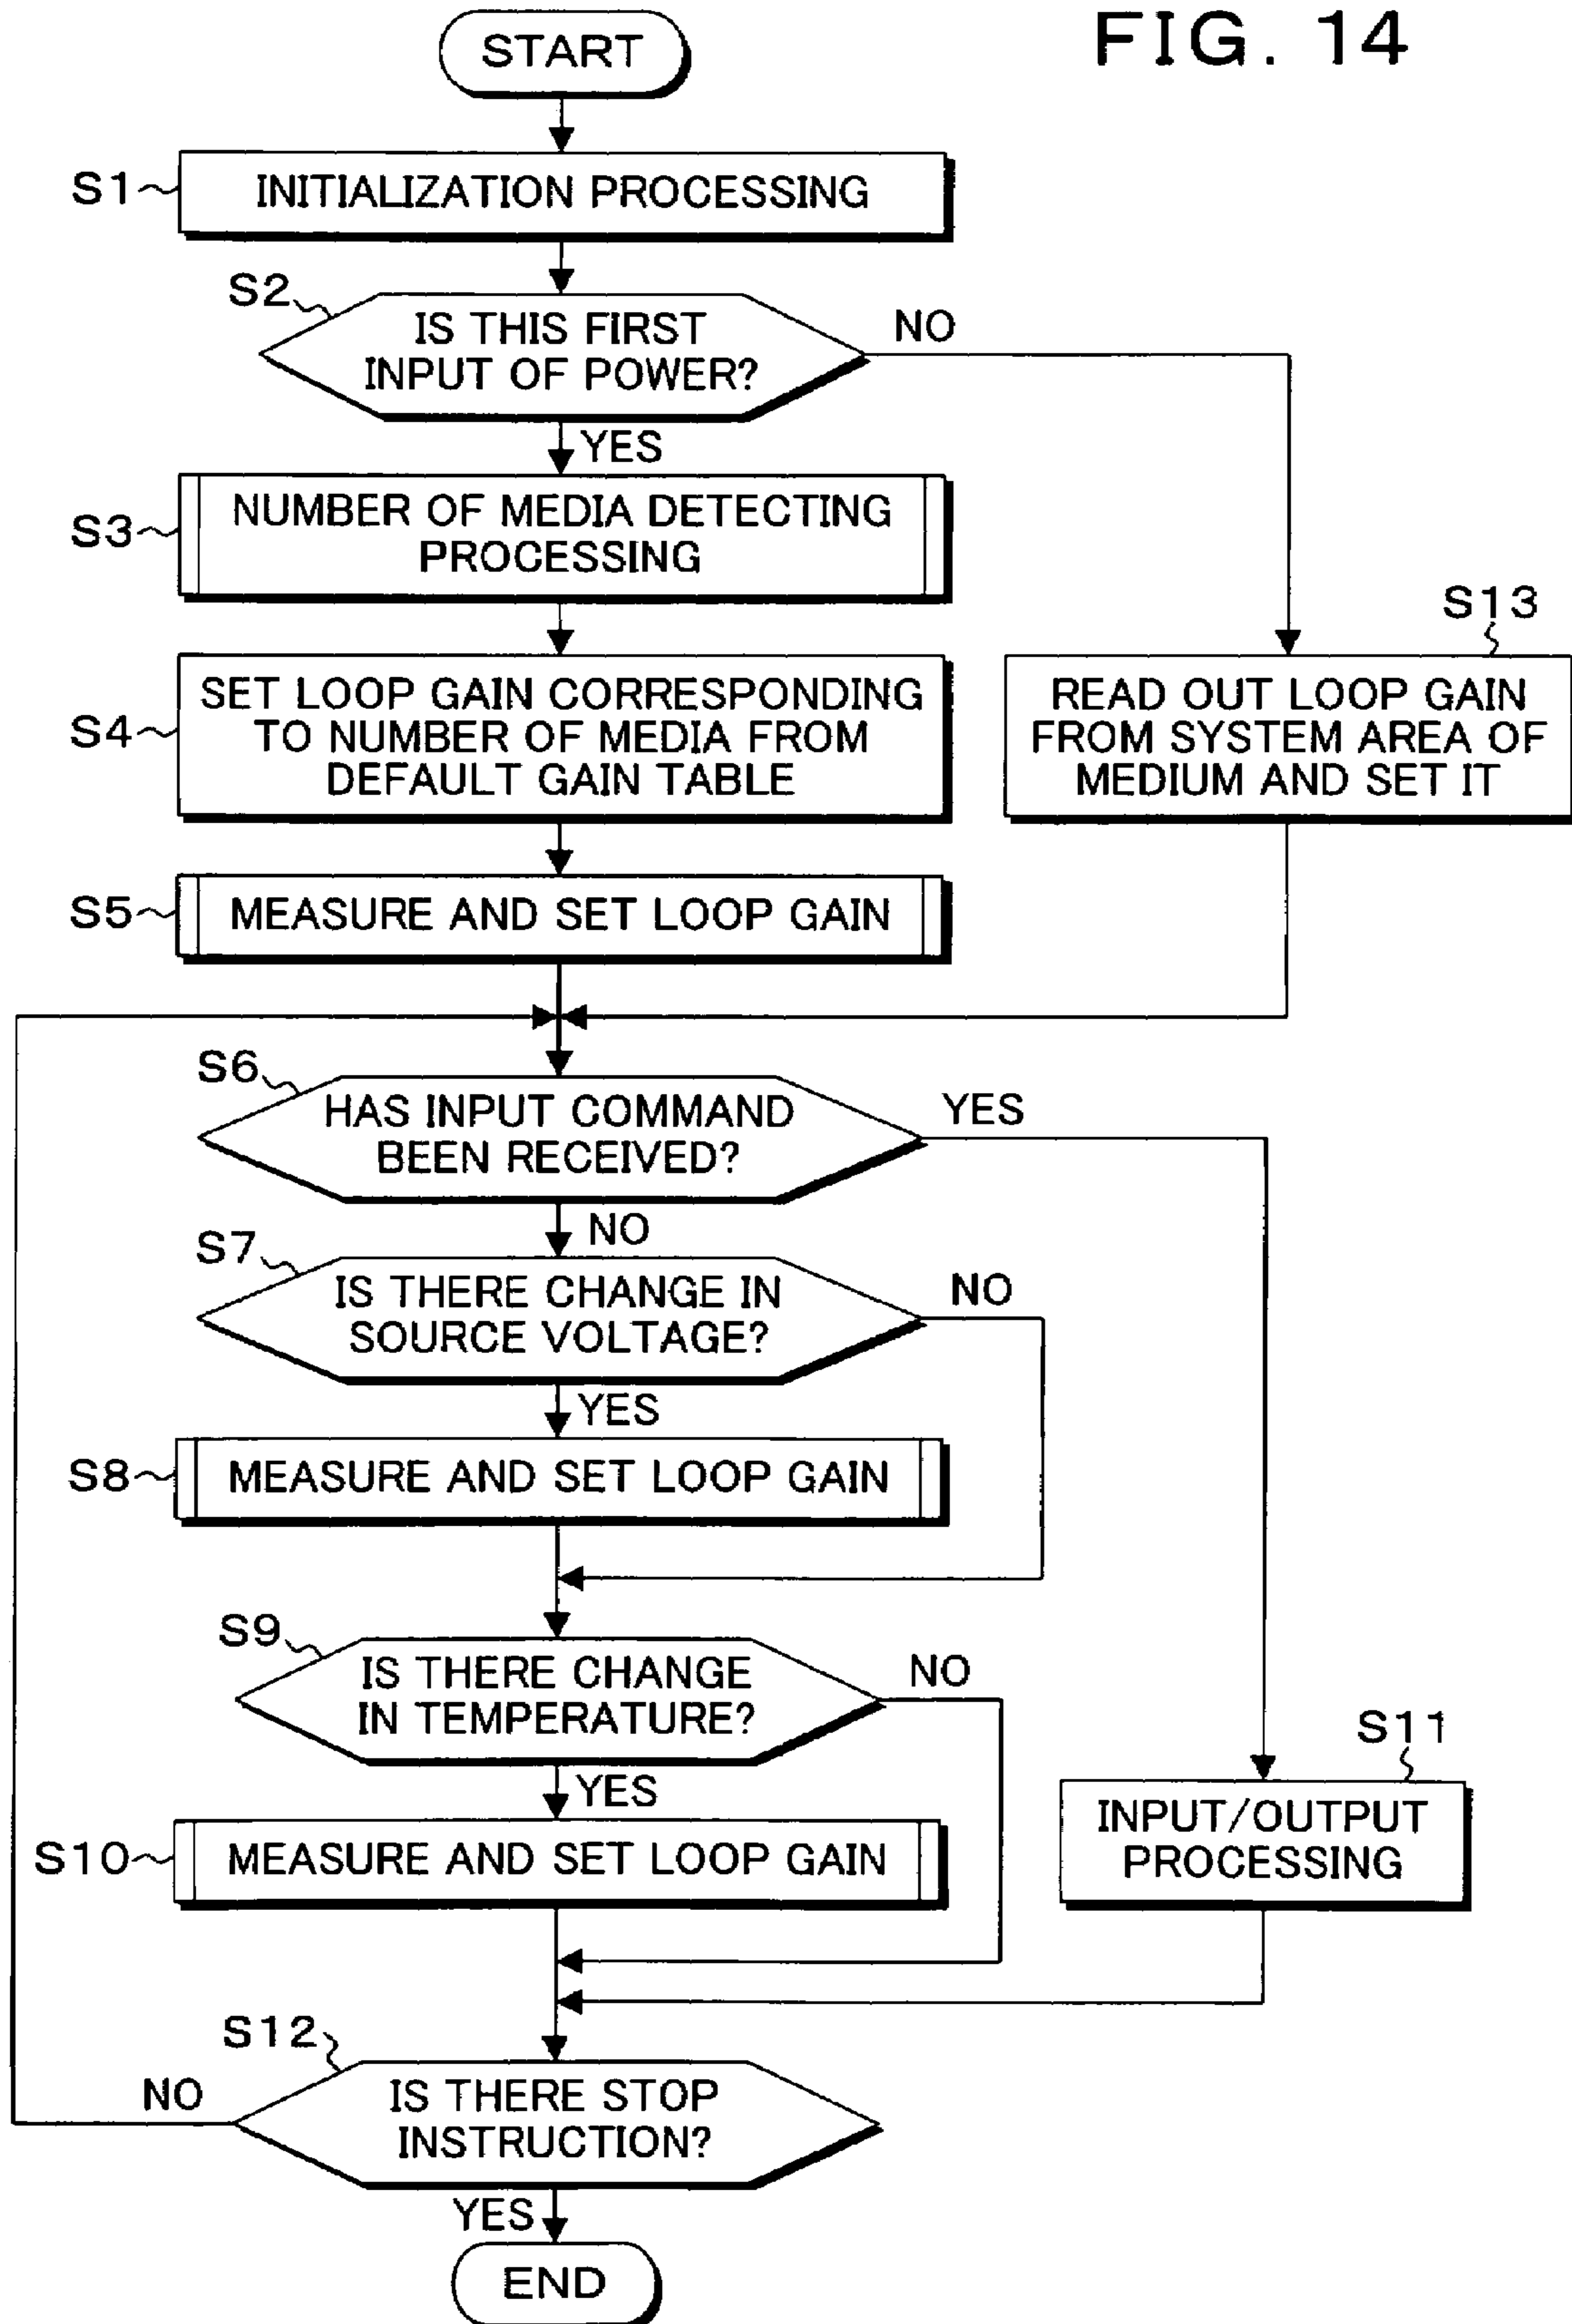 FIG. 14
START
S1
INITIALIZATION PROCESSING
S2
IS THIS FIRST
INPUT OF POWER?
NO
YES
S3
NUMBER OF MEDIA DETECTING
PROCESSING
S4
SET LOOP GAIN CORRESPONDING
TO NUMBER OF MEDIA FROM
DEFAULT GAIN TABLE
S13
READ OUT LOOP GAIN
FROM SYSTEM AREA OF
MEDIUM AND SET IT
S5
MEASURE AND SET LOOP GAIN
S6
HAS INPUT COMMAND
BEEN RECEIVED?
YES
NO
S7
IS THERE CHANGE IN
SOURCE VOLTAGE?
NO
YES
S8
MEASURE AND SET LOOP GAIN
S9
IS THERE CHANGE
IN TEMPERATURE?
NO
YES
S10
MEASURE AND SET LOOP GAIN
S11
INPUT/OUTPUT
PROCESSING
S12
IS THERE STOP
INSTRUCTION?
NO
YES
END